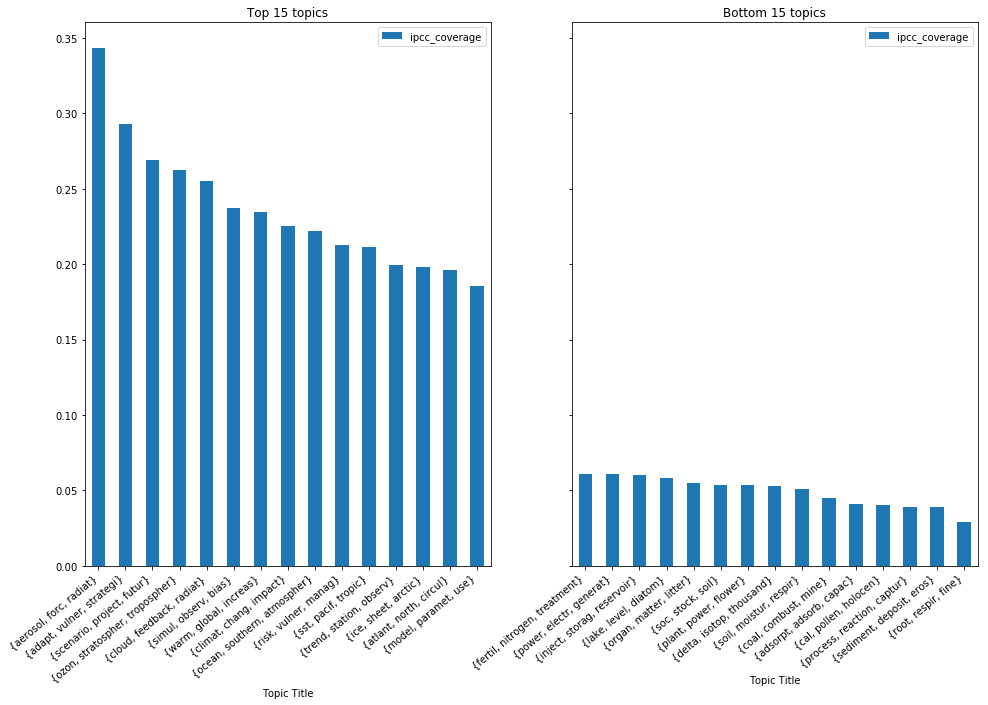 Top 15 topics
ipcc_coverage
0.35
0.30
0.25
0.20
0.15
0.10
0.05
0.00
{aerosol, forc, radiat}
{adapt, vulner, strategi}
{scenario, project, futur}
{ozon, stratospher, tropospher}
{cloud, feedback, radiat}
{simul, observ, bias}
{warm, global, increas}
{climat, chang, impact}
{ocean, southern, atmospher}
{risk, vulner, manag}
{sst, pacif, tropic}
{trend, station, observ}
{ice, sheet, arctic}
{atlant, north, circul}
{model, paramet, use}
Topic Title
Bottom 15 topics
ipcc_coverage
{fertil, nitrogen, treatment}
{power, electr, generat}
{inject, storag, reservoir}
{lake, level, diatom}
{organ, matter, litter}
{soc, stock, soil}
{plant, power, flower}
{delta, isotop, thousand}
{soil, moistur, respir}
{coal, combust, mine}
{adsorpt, adsorb, capac}
{cal, pollen, holocen}
{process, reaction, captur}
{sediment, deposit, eros}
{root, respir, fine}
Topic Title